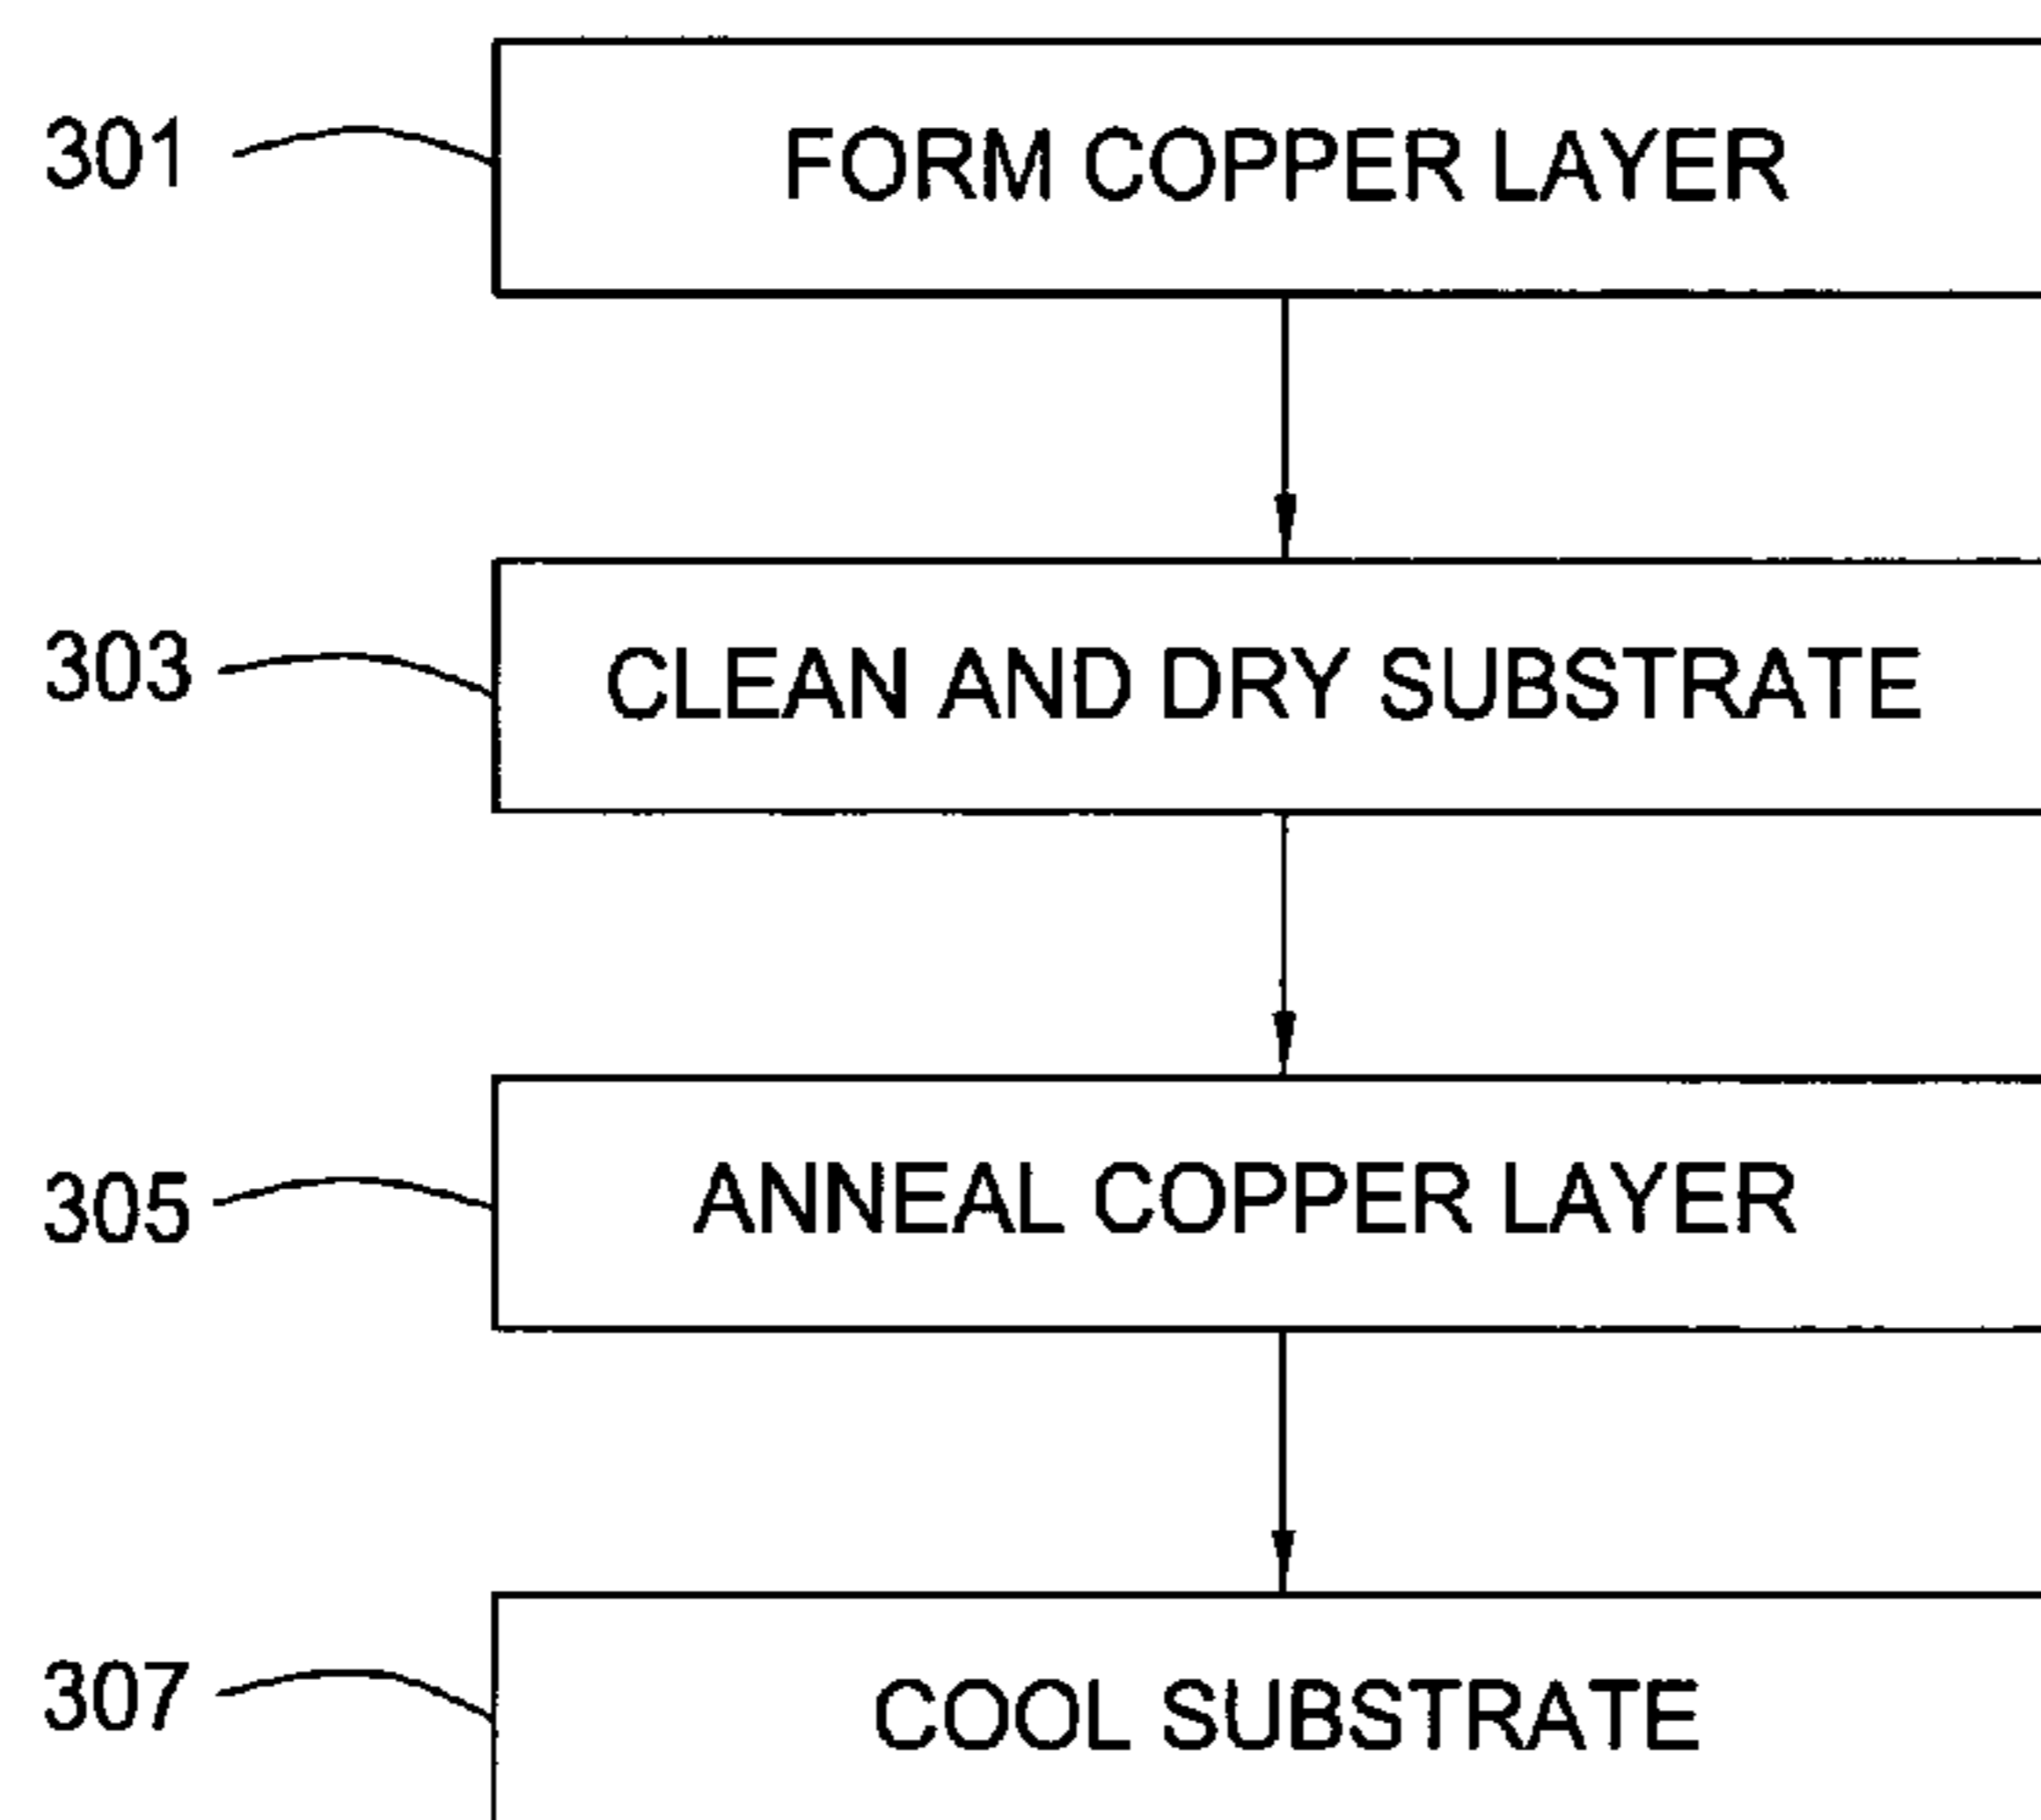 301 FORM COPPER LAYER
303 CLEAN AND DRY SUBSTRATE
305 ANNEAL COPPER LAYER
307 COOL SUBSTRATE